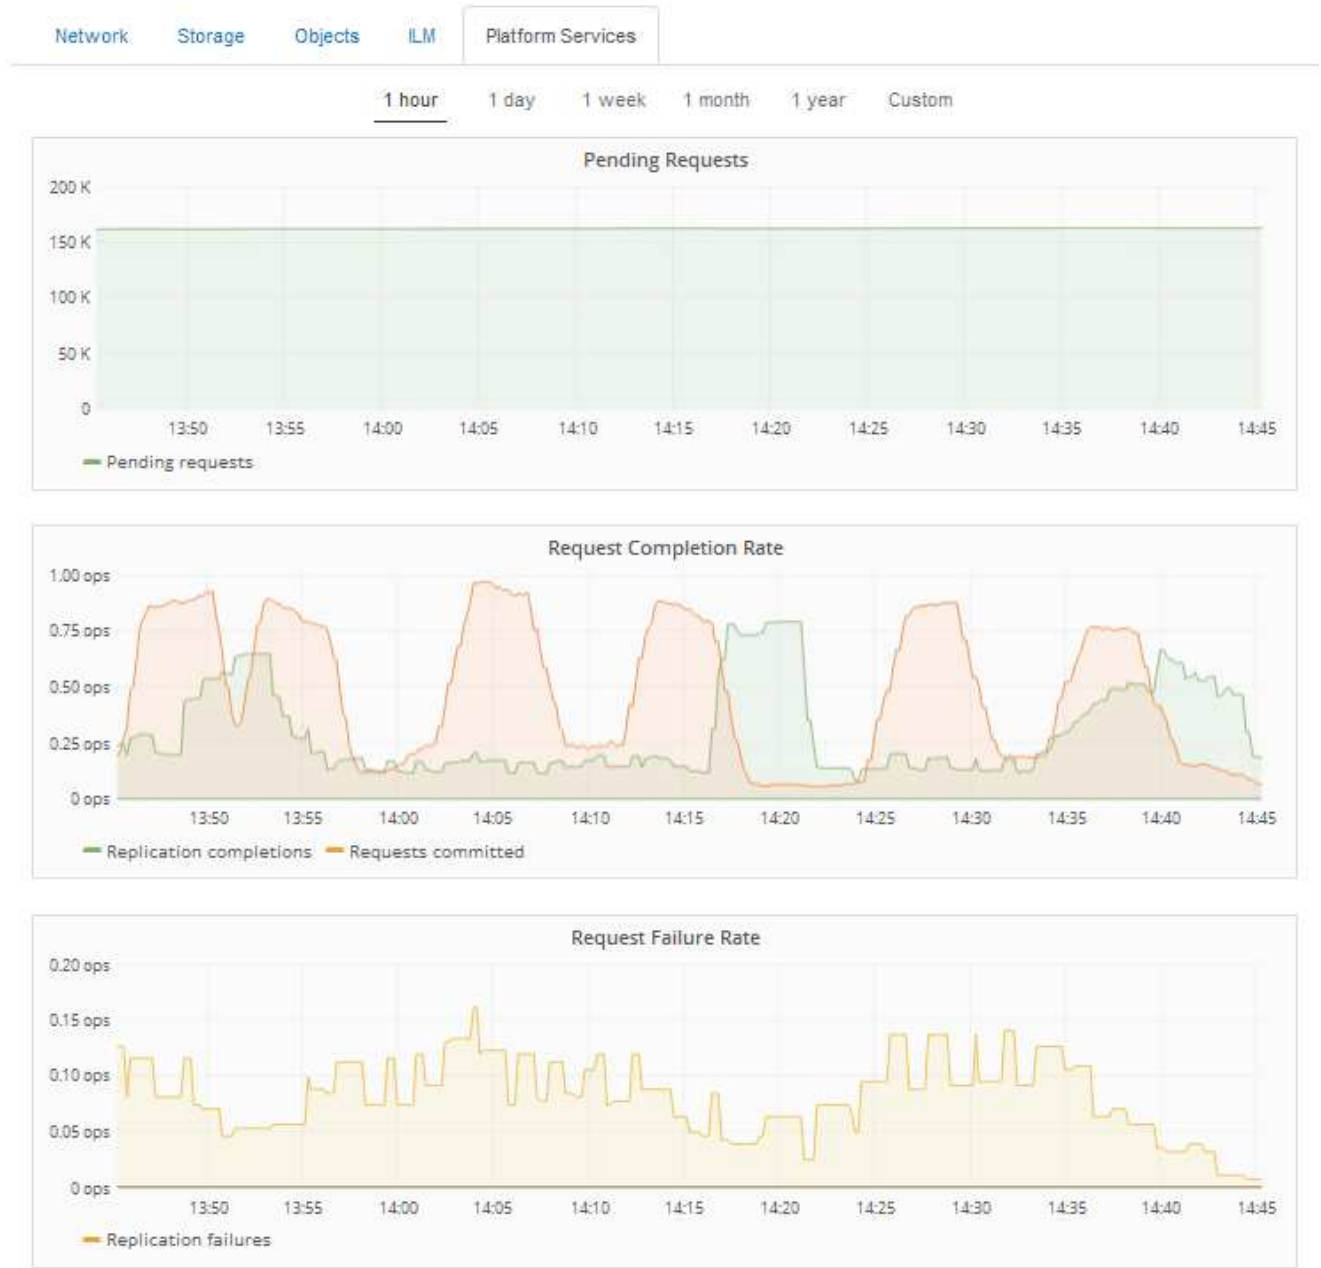 Network Storage Objects ILM Platform Services
1 hour 1 day 1 week 1 month 1 year Custom
Pending Requests
200 K
150 K
100 K
50 K
0
13:50 13:55 14:00 14:05 14:10 14:15 14:20 14:25 14:30 14:35 14:40 14:45
Pending requests
Request Completion Rate
1.00 ops
0.75 ops
0.50 ops
0.25 ops
0 ops
13:50 13:55 14:00 14:05 14:10 14:15 14:20 14:25 14:30 14:35 14:40 14:45
Replication completions Requests committed
Request Failure Rate
0.20 ops
0.15 ops
0.10 ops
0.05 ops
0 ops
13:50 13:55 14:00 14:05 14:10 14:15 14:20 14:25 14:30 14:35 14:40 14:45
Replication failures